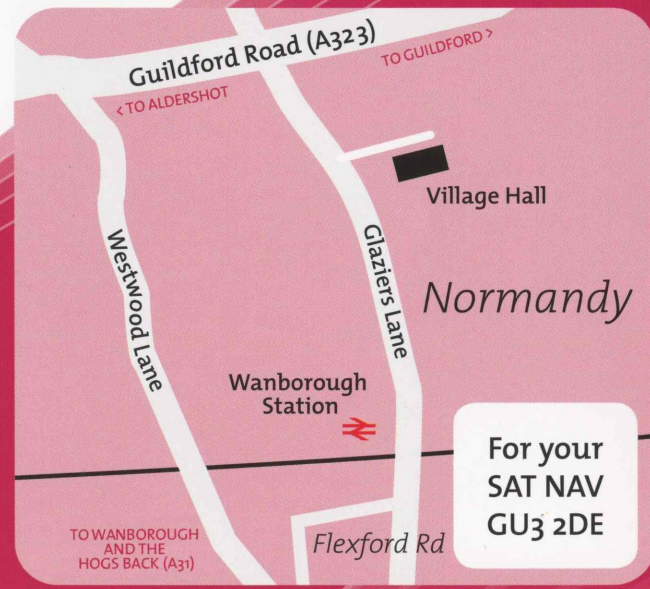 Guildford Road (A323)
TO GUILDFORD >
< TO ALDERSHOT
Village Hall
Westwood Lane
Glaziers Lane
Normandy
Wanborough
Station
For your
SAT NAV
GU3 2DE
TO WANBOROUGH
AND THE
HOGS BACK (A31)
Flexford Rd